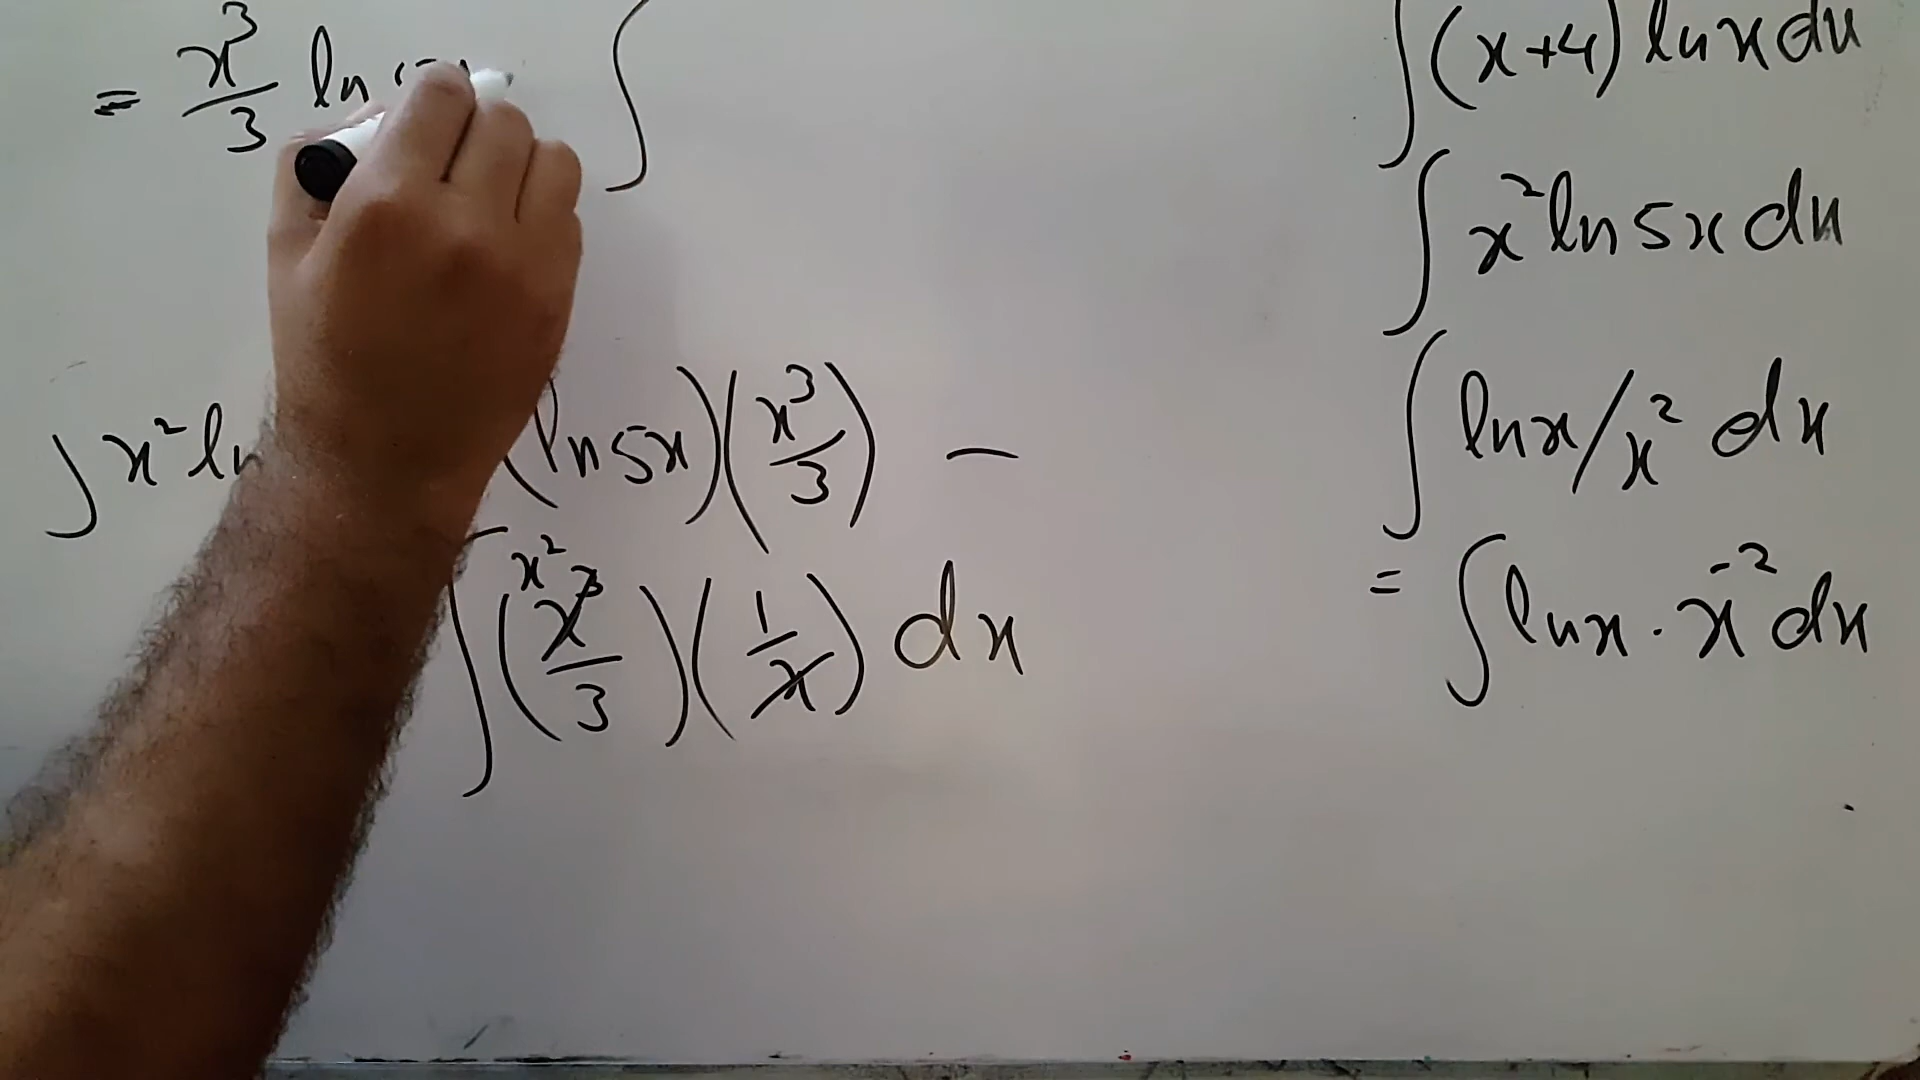 = x³/3 ln 5x ∫
∫ x² ln (ln 5x)(x³/3) −
∫(x² x³/3)(1/x) dx
∫(x+4) ln x dx
∫ x² ln 5x dx
∫ ln x/x² dx
= ∫ ln x · x⁻² dx